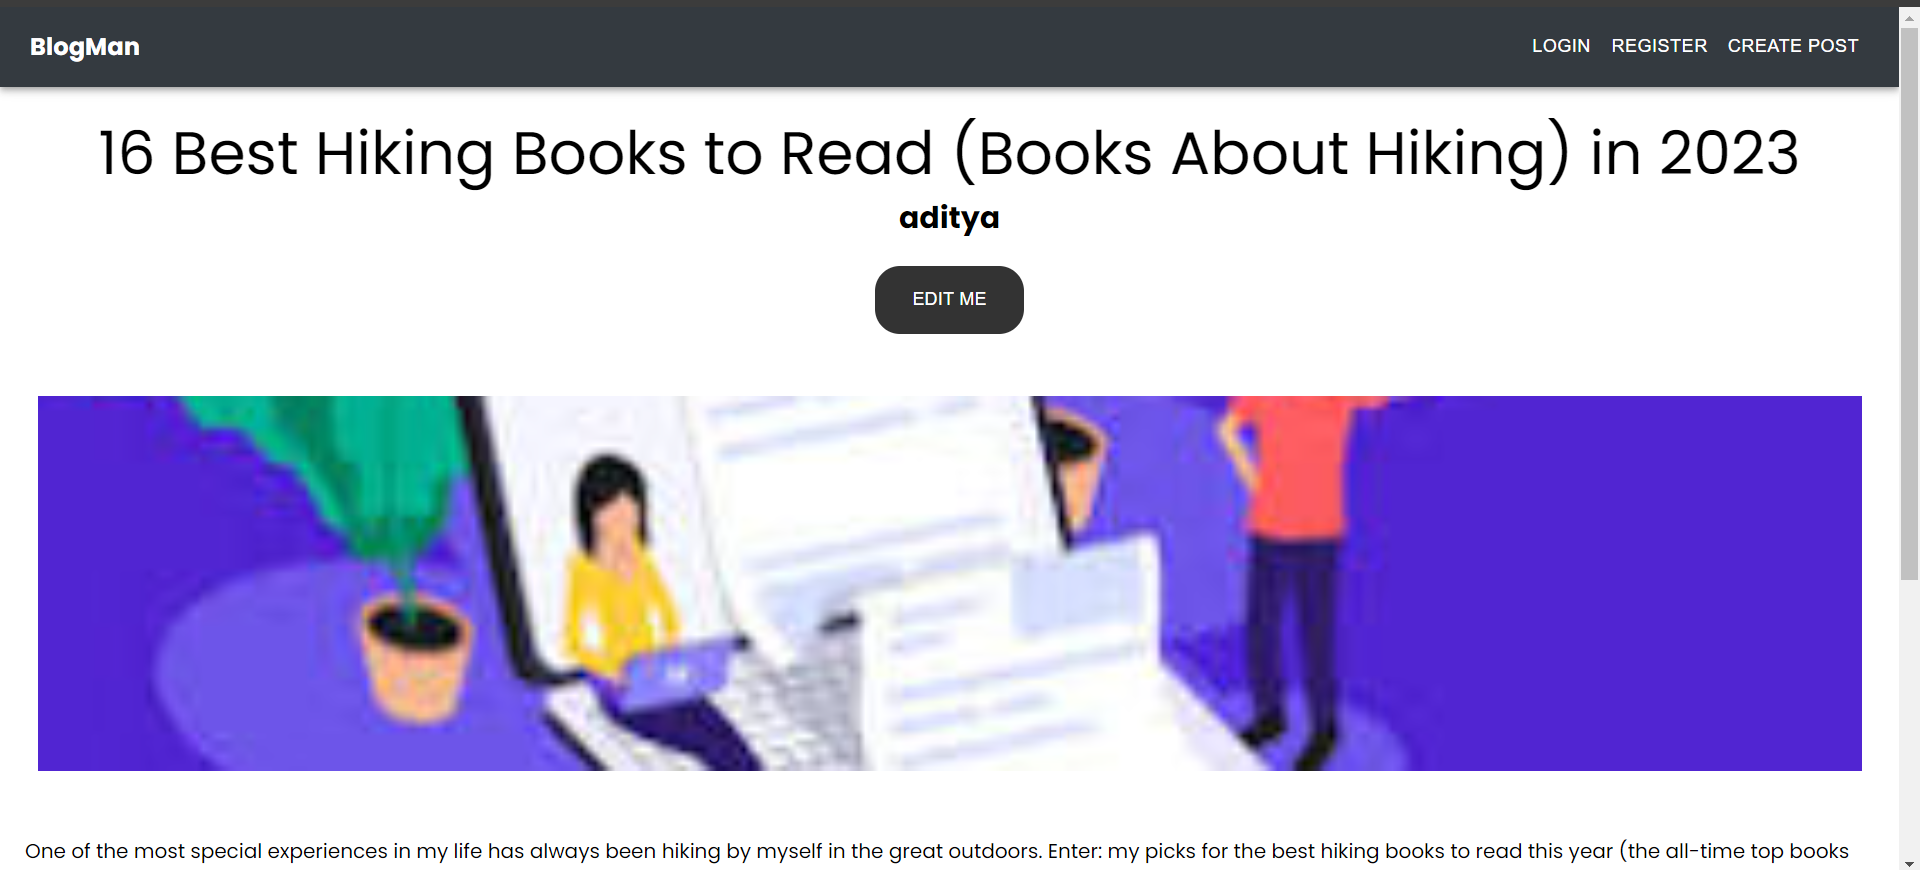 BlogMan
LOGIN REGISTER CREATE POST
16 Best Hiking Books to Read (Books About Hiking) in 2023
aditya
EDIT ME
One of the most special experiences in my life has always been hiking by myself in the great outdoors. Enter: my picks for the best hiking books to read this year (the all-time top books